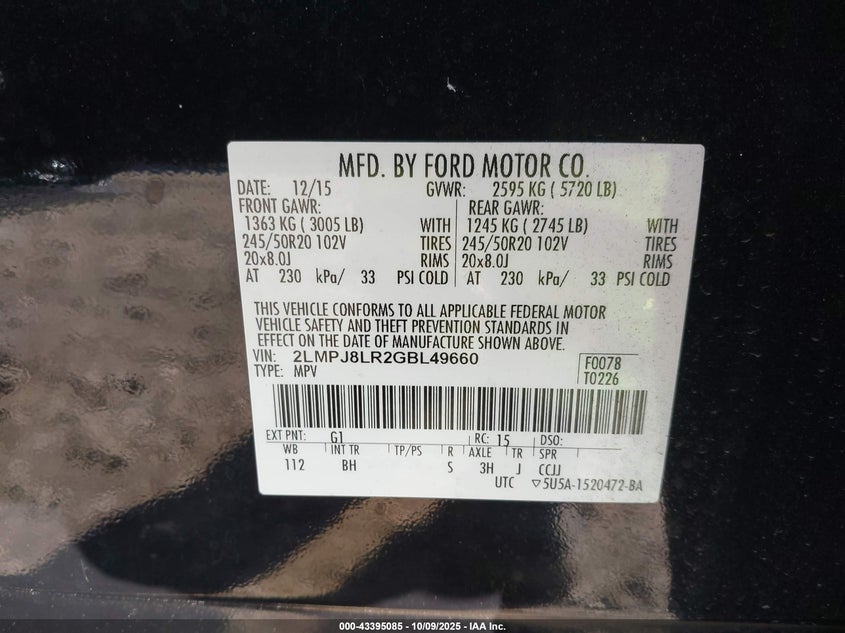 MFD. BY FORD MOTOR CO.
DATE: 12/15 GVWR: 2595 KG ( 5720 LB)
FRONT GAWR: REAR GAWR:
1363 KG ( 3005 LB) WITH 1245 KG ( 2745 LB) WITH
245/50R20 102V TIRES 245/50R20 102V TIRES
20x8.0J RIMS 20x8.0J RIMS
AT 230 kPa/ 33 PSI COLD AT 230 kPa/ 33 PSI COLD
THIS VEHICLE CONFORMS TO ALL APPLICABLE FEDERAL MOTOR
VEHICLE SAFETY AND THEFT PREVENTION STANDARDS IN
EFFECT ON THE DATE OF MANUFACTURE SHOWN ABOVE.
VIN: 2LMPJ8LR2GBL49660 F0078
TYPE: MPV T0226
EXT PNT: G1 RC: 15 DSO:
WB INT TR TP/PS R AXLE TR SPR
112 BH S 3H J CCJJ
UTC ▽5U5A-1520472-BA
000-43395085 - 10/09/2025 - IAA Inc.